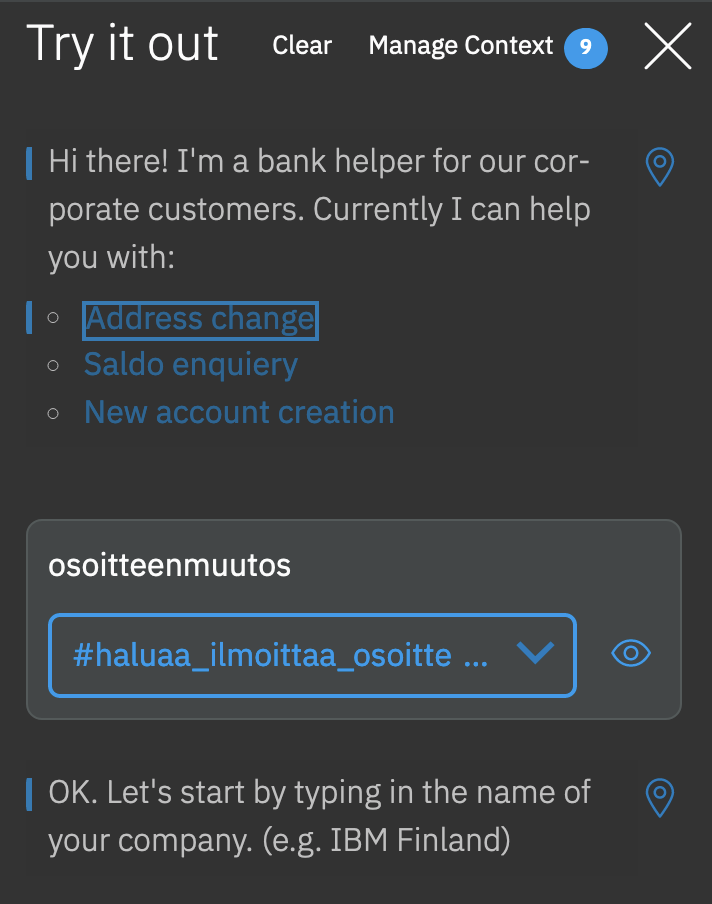 Try it out Clear Manage Context 9
Hi there! I'm a bank helper for our cor-
porate customers. Currently I can help
you with:
Address change
Saldo enquiery
New account creation
osoitteenmuutos
#haluaa_ilmoittaa_osoitte ...
OK. Let's start by typing in the name of
your company. (e.g. IBM Finland)